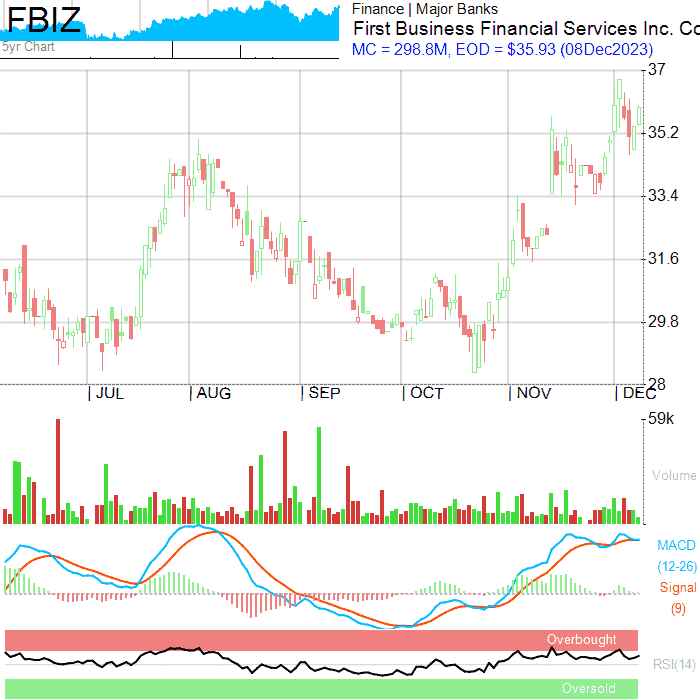 FBIZ
5yr Chart
Finance | Major Banks
First Business Financial Services Inc. Co
MC = 298.8M, EOD = $35.93 (08Dec2023)
37
35.2
33.4
31.6
29.8
28
| JUL | AUG | SEP | OCT | NOV | DEC
59k
Volume
MACD
(12-26)
Signal
(9)
Overbought
RSI(14)
Oversold